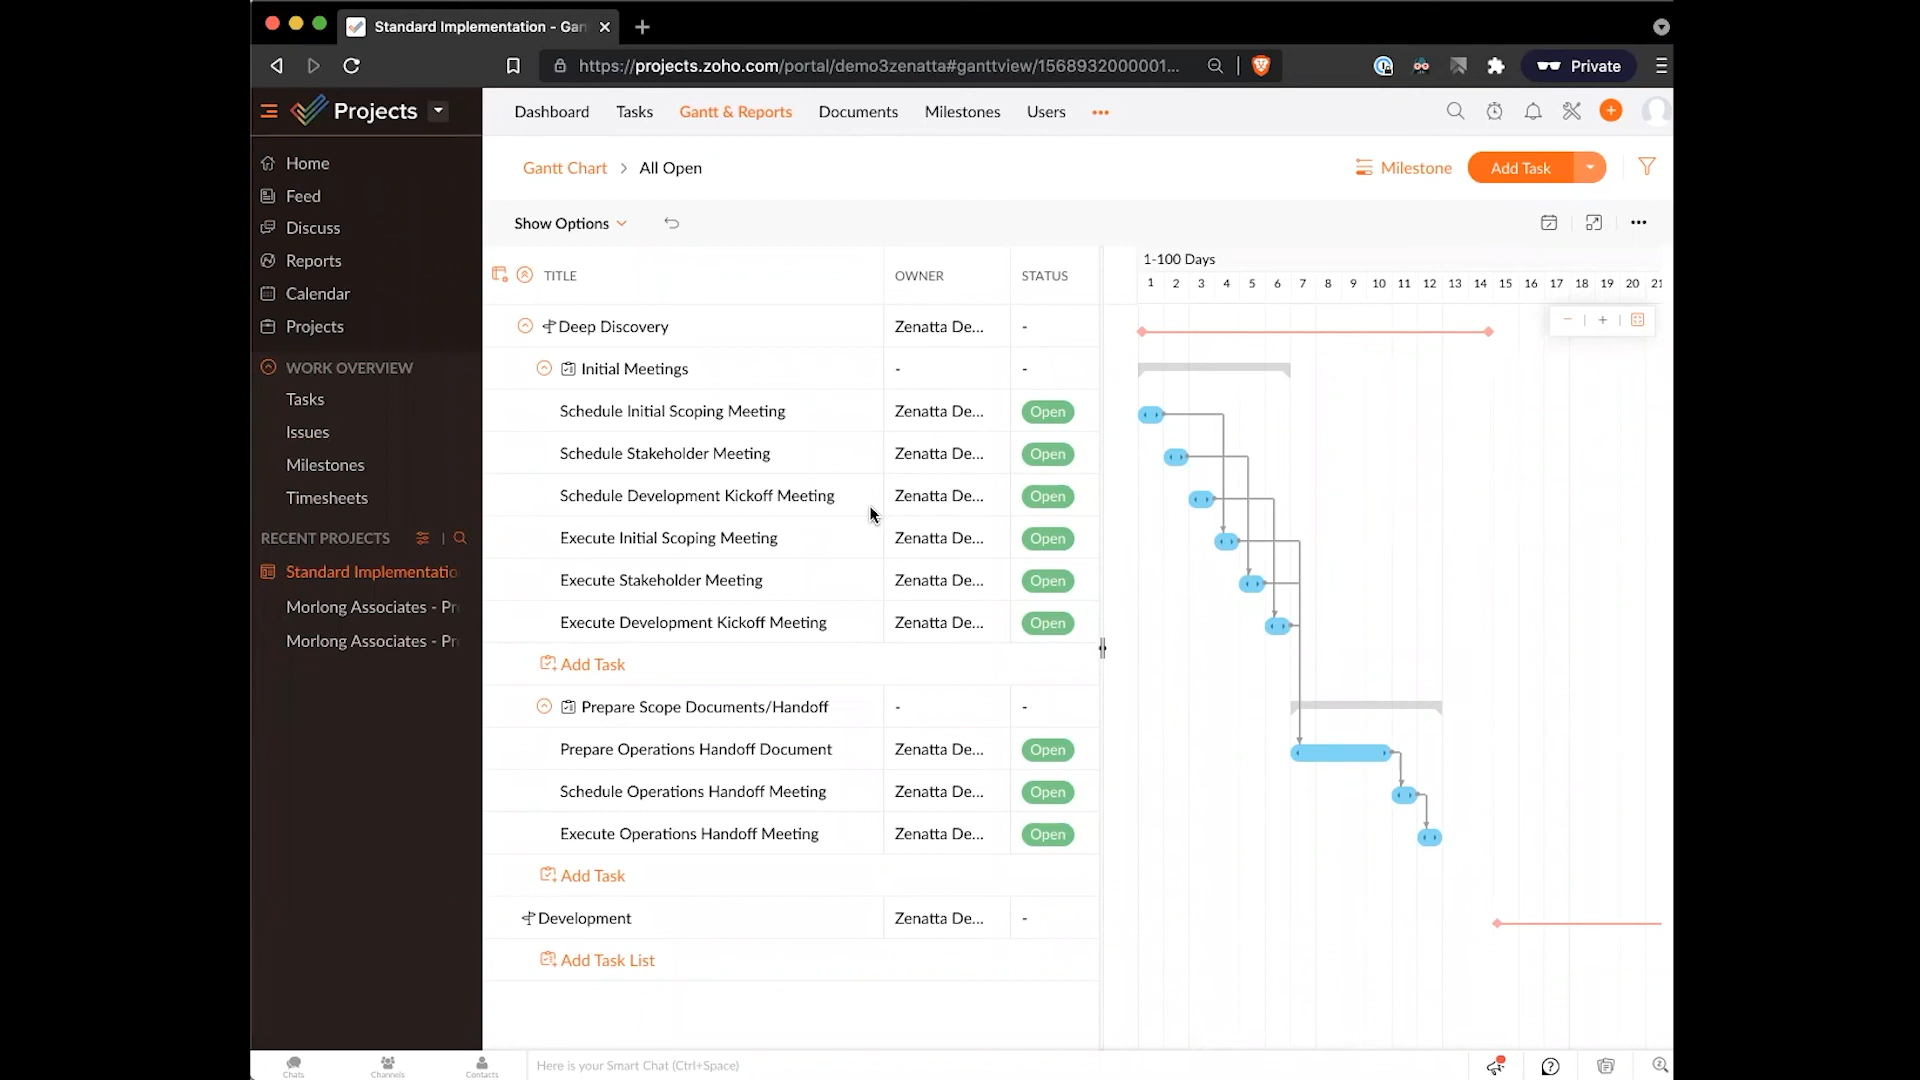 Standard Implementation - Gan
https://projects.zoho.com/portal/demo3zenatta#ganttview/1568932000001...
Private
Projects
Dashboard Tasks Gantt & Reports Documents Milestones Users
Home
Feed
Discuss
Reports
Calendar
Projects
WORK OVERVIEW
Tasks
Issues
Milestones
Timesheets
RECENT PROJECTS
Standard Implementatio
Morlong Associates - Pr
Morlong Associates - Pr
Gantt Chart > All Open
Milestone Add Task
Show Options
TITLE OWNER STATUS
1-100 Days
1 2 3 4 5 6 7 8 9 10 11 12 13 14 15 16 17 18 19 20 21
Deep Discovery Zenatta De... -
Initial Meetings - -
Schedule Initial Scoping Meeting Zenatta De... Open
Schedule Stakeholder Meeting Zenatta De... Open
Schedule Development Kickoff Meeting Zenatta De... Open
Execute Initial Scoping Meeting Zenatta De... Open
Execute Stakeholder Meeting Zenatta De... Open
Execute Development Kickoff Meeting Zenatta De... Open
Add Task
Prepare Scope Documents/Handoff - -
Prepare Operations Handoff Document Zenatta De... Open
Schedule Operations Handoff Meeting Zenatta De... Open
Execute Operations Handoff Meeting Zenatta De... Open
Add Task
Development Zenatta De... -
Add Task List
Chats Channels Contacts Here is your Smart Chat (Ctrl+Space)